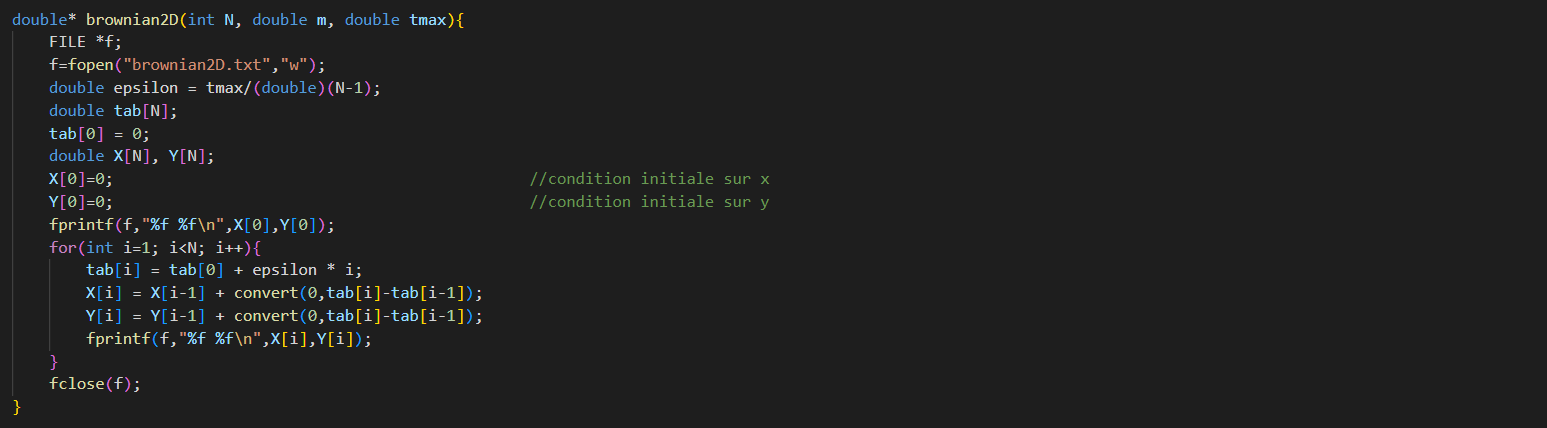 double* brownian2D(int N, double m, double tmax){
    FILE *f;
    f=fopen("brownian2D.txt","w");
    double epsilon = tmax/(double)(N-1);
    double tab[N];
    tab[0] = 0;
    double X[N], Y[N];
    X[0]=0;                                             //condition initiale sur x
    Y[0]=0;                                             //condition initiale sur y
    fprintf(f,"%f %f\n",X[0],Y[0]);
    for(int i=1; i<N; i++){
        tab[i] = tab[0] + epsilon * i;
        X[i] = X[i-1] + convert(0,tab[i]-tab[i-1]);
        Y[i] = Y[i-1] + convert(0,tab[i]-tab[i-1]);
        fprintf(f,"%f %f\n",X[i],Y[i]);
    }
    fclose(f);
}